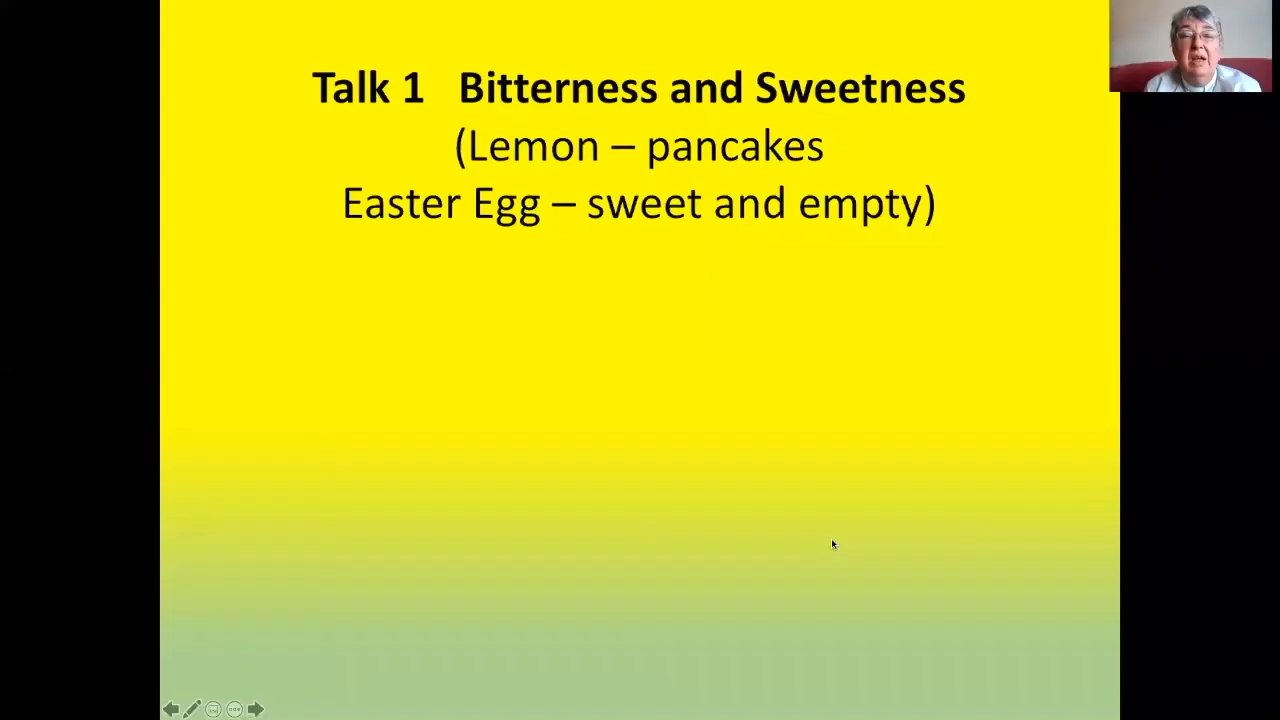 Talk 1 Bitterness and Sweetness
(Lemon – pancakes
Easter Egg – sweet and empty)